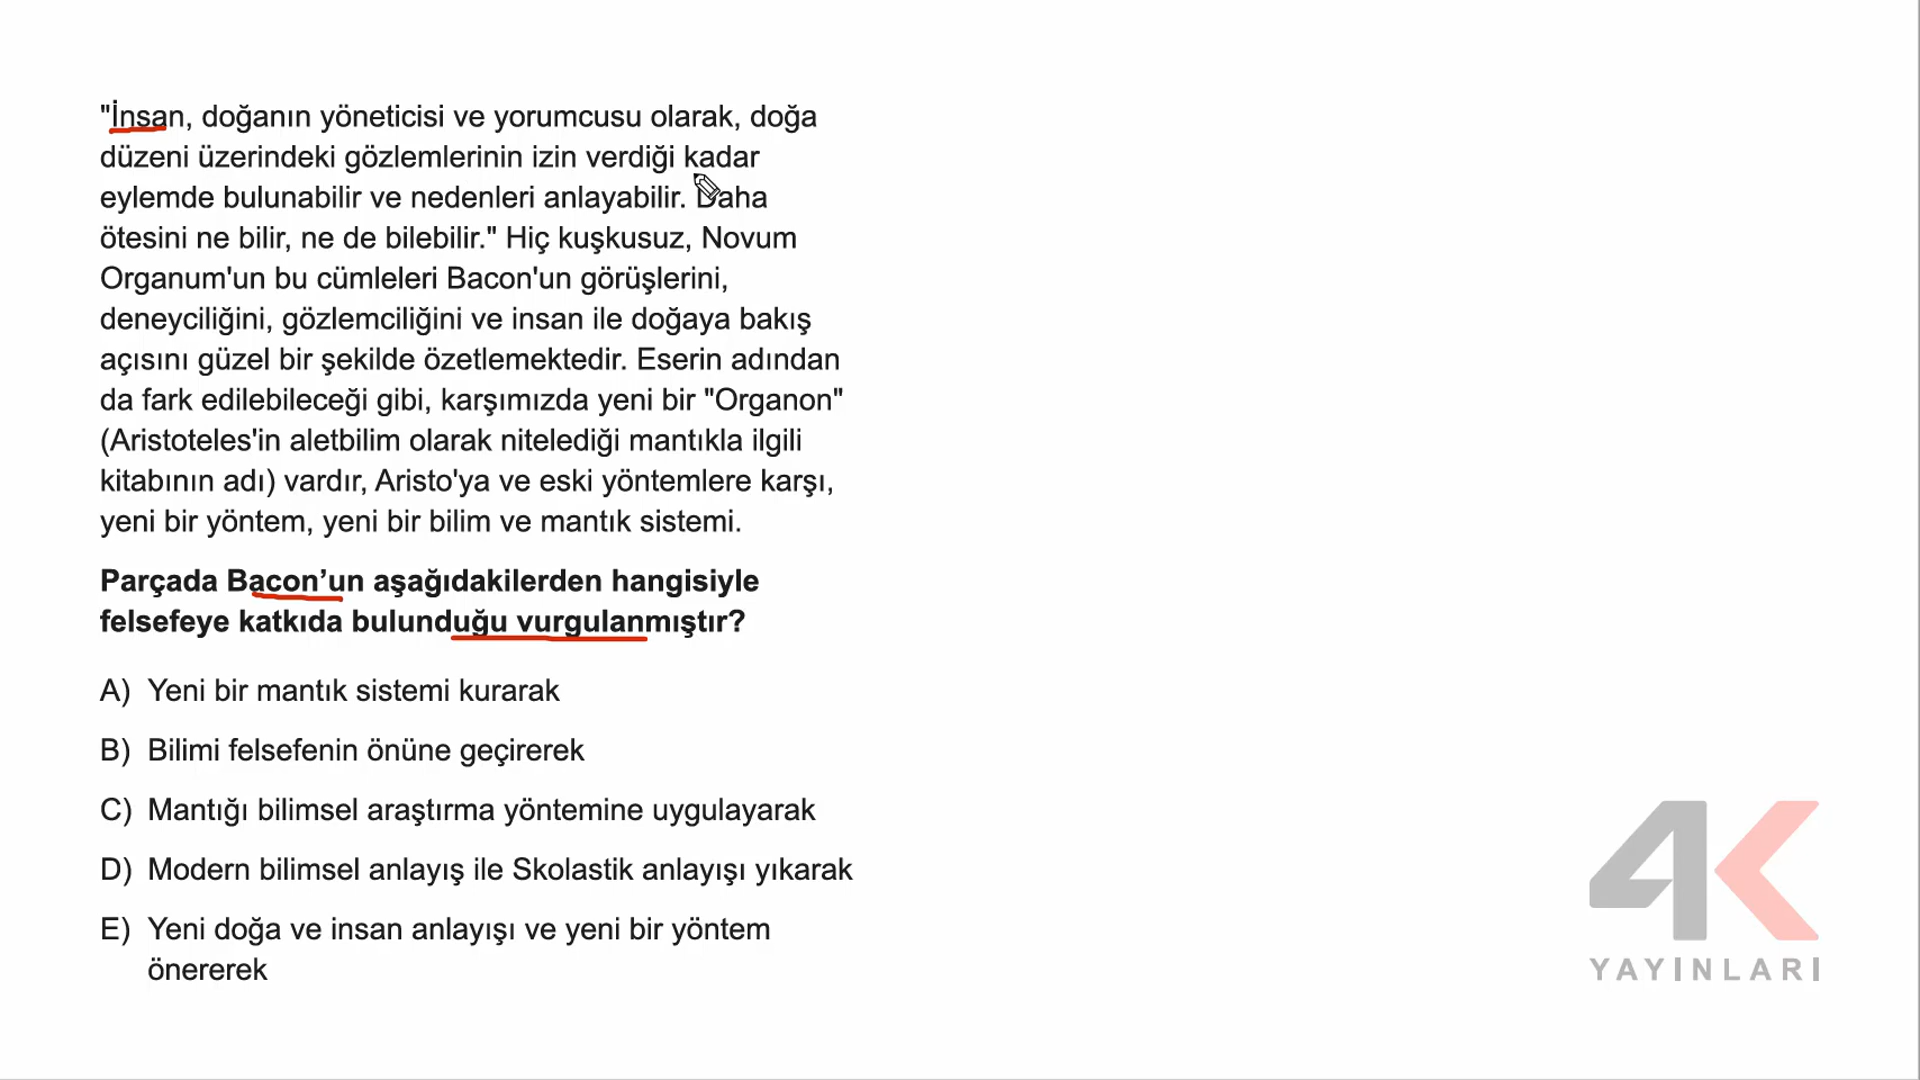 "İnsan, doğanın yöneticisi ve yorumcusu olarak, doğa
düzeni üzerindeki gözlemlerinin izin verdiği kadar
eylemde bulunabilir ve nedenleri anlayabilir. Daha
ötesini ne bilir, ne de bilebilir." Hiç kuşkusuz, Novum
Organum'un bu cümleleri Bacon'un görüşlerini,
deneyciliğini, gözlemciliğini ve insan ile doğaya bakış
açısını güzel bir şekilde özetlemektedir. Eserin adından
da fark edilebileceği gibi, karşımızda yeni bir "Organon"
(Aristoteles'in aletbilim olarak nitelediği mantıkla ilgili
kitabının adı) vardır, Aristo'ya ve eski yöntemlere karşı,
yeni bir yöntem, yeni bir bilim ve mantık sistemi.
Parçada Bacon’un aşağıdakilerden hangisiyle
felsefeye katkıda bulunduğu vurgulanmıştır?
A) Yeni bir mantık sistemi kurarak
B) Bilimi felsefenin önüne geçirerek
C) Mantığı bilimsel araştırma yöntemine uygulayarak
D) Modern bilimsel anlayış ile Skolastik anlayışı yıkarak
E) Yeni doğa ve insan anlayışı ve yeni bir yöntem
önererek
4K
YAYINLARI